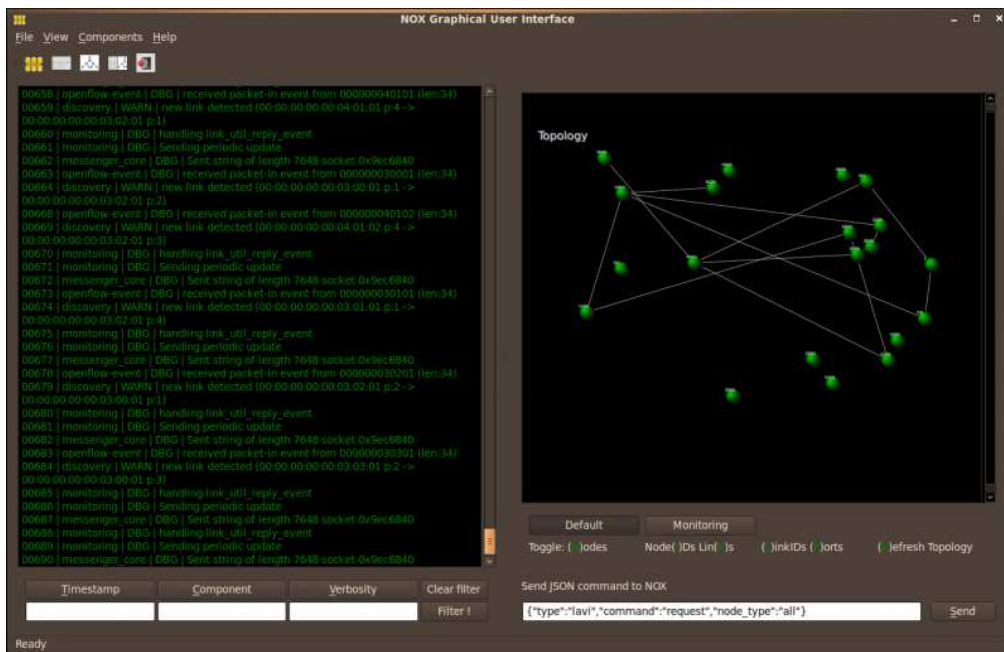 NOX Graphical User Interface
File View Components Help
00658 | openflow-event | DBG | received packet-in event from 000000040101 (len:34)
00659 | discovery | WARN | new link detected (00:00:00:00:00:04:01:01 p:4 ->
00:00:00:00:00:03:02:01 p:1)
00660 | monitoring | DBG | handling link_util_reply_event
00661 | monitoring | DBG | Sending periodic update
00662 | messenger_core | DBG | Sent string of length 7648 socket 0x9ec6840
00663 | openflow-event | DBG | received packet-in event from 000000030001 (len:34)
00664 | discovery | WARN | new link detected (00:00:00:00:00:03:00:01 p:1 ->
00:00:00:00:00:03:02:01 p:2)
00668 | openflow-event | DBG | received packet-in event from 000000040102 (len:34)
00669 | discovery | WARN | new link detected (00:00:00:00:00:04:01:02 p:4 ->
00:00:00:00:00:03:02:01 p:3)
00670 | monitoring | DBG | handling link_util_reply_event
00671 | monitoring | DBG | Sending periodic update
00672 | messenger_core | DBG | Sent string of length 7648 socket 0x9ec6840
00673 | openflow-event | DBG | received packet-in event from 000000030101 (len:34)
00674 | discovery | WARN | new link detected (00:00:00:00:00:03:01:01 p:1 ->
00:00:00:00:00:03:02:01 p:4)
00675 | monitoring | DBG | handling link_util_reply_event
00676 | monitoring | DBG | Sending periodic update
00677 | messenger_core | DBG | Sent string of length 7648 socket 0x9ec6840
00678 | openflow-event | DBG | received packet-in event from 000000030201 (len:34)
00679 | discovery | WARN | new link detected (00:00:00:00:00:03:02:01 p:2 ->
00:00:00:00:00:03:00:01 p:1)
00680 | monitoring | DBG | handling link_util_reply_event
00681 | monitoring | DBG | Sending periodic update
00682 | messenger_core | DBG | Sent string of length 7648 socket 0x9ec6840
00683 | openflow-event | DBG | received packet-in event from 000000030301 (len:34)
00684 | discovery | WARN | new link detected (00:00:00:00:00:03:03:01 p:2 ->
00:00:00:00:00:03:00:01 p:3)
00685 | monitoring | DBG | handling link_util_reply_event
00686 | monitoring | DBG | Sending periodic update
00687 | messenger_core | DBG | Sent string of length 7648 socket 0x9ec6840
00688 | monitoring | DBG | handling link_util_reply_event
00689 | monitoring | DBG | Sending periodic update
00690 | messenger_core | DBG | Sent string of length 7648 socket 0x9ec6840
Timestamp Component Verbosity Clear filter
Filter !
Topology
Default Monitoring
Toggle: ( )odes Node( )Ds Lin( )s ( )inkIDs ( )orts ( )efresh Topology
Send JSON command to NOX
{"type":"lavi","command":"request","node_type":"all"} Send
Ready